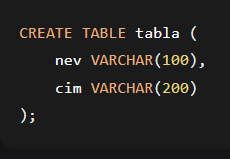 CREATE TABLE tabla (
    nev VARCHAR(100),
    cim VARCHAR(200)
);